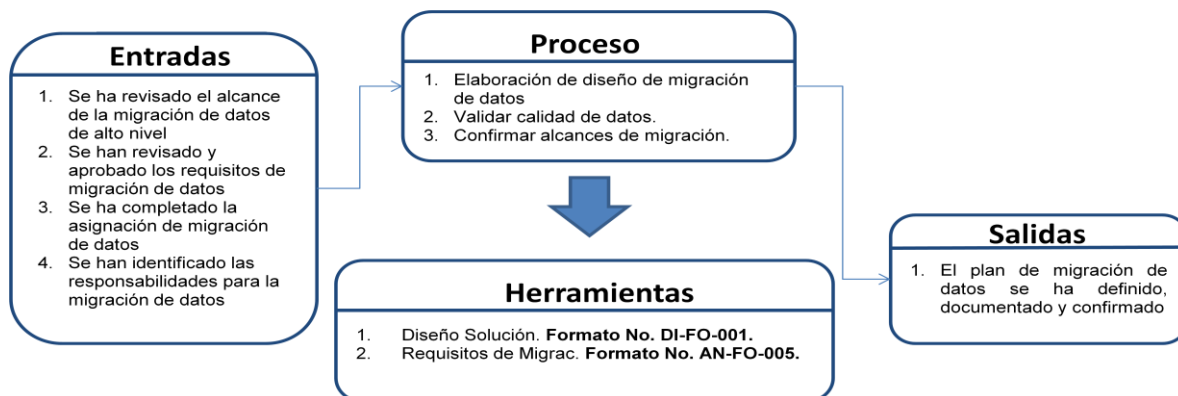 Entradas
1. Se ha revisado el alcance
de la migración de datos
de alto nivel
2. Se han revisado y
aprobado los requisitos de
migración de datos
3. Se ha completado la
asignación de migración
de datos
4. Se han identificado las
responsabilidades para la
migración de datos
Proceso
1. Elaboración de diseño de migración
de datos
2. Validar calidad de datos.
3. Confirmar alcances de migración.
Herramientas
1. Diseño Solución. Formato No. DI-FO-001.
2. Requisitos de Migrac. Formato No. AN-FO-005.
Salidas
1. El plan de migración de
datos se ha definido,
documentado y confirmado